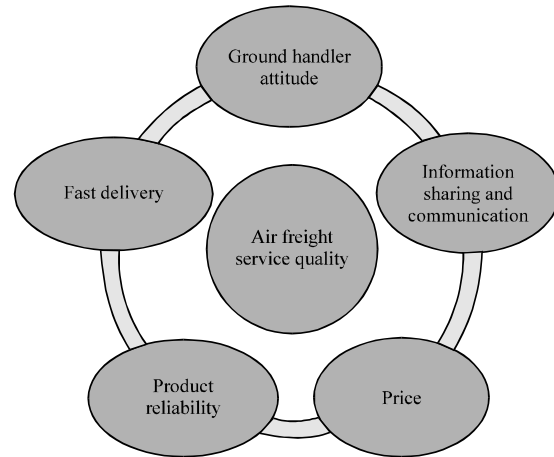 Ground handler
attitude
Information
sharing and
communication
Fast delivery
Air freight
service quality
Product
reliability
Price